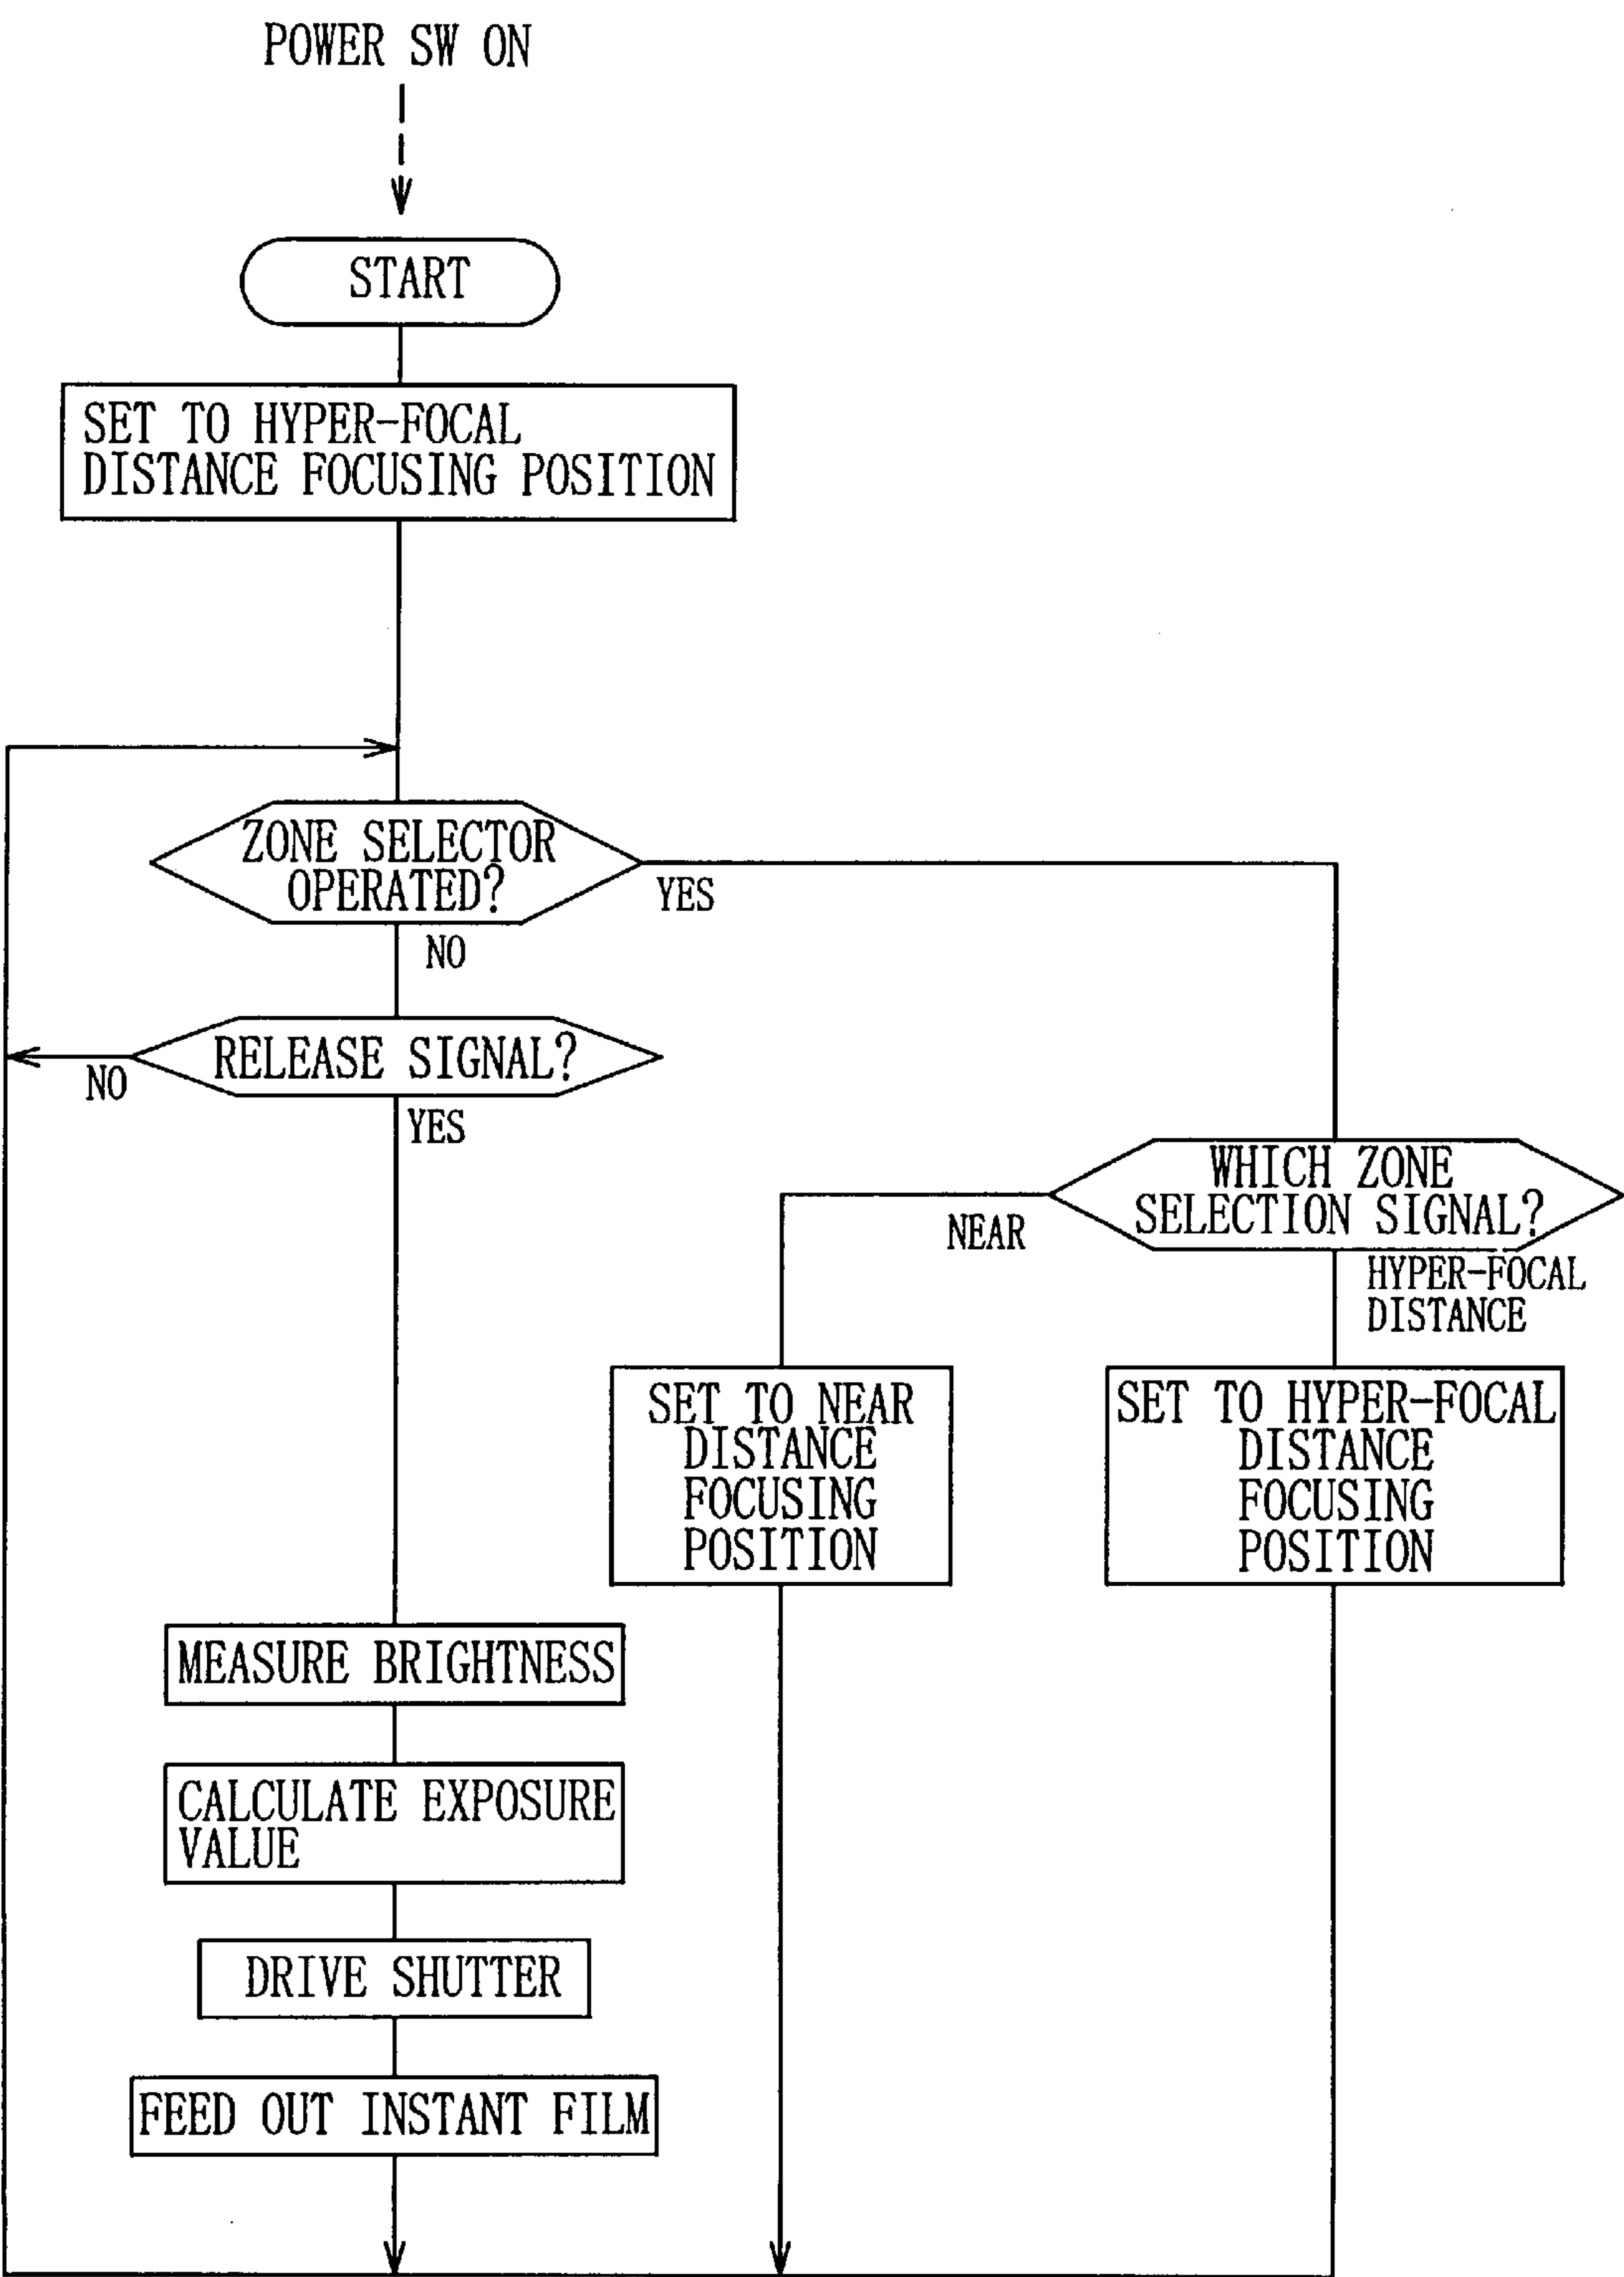 POWER SW ON
START
SET TO HYPER-FOCAL
DISTANCE FOCUSING POSITION
ZONE SELECTOR
OPERATED?
YES
NO
RELEASE SIGNAL?
NO
YES
WHICH ZONE
SELECTION SIGNAL?
NEAR
HYPER-FOCAL
DISTANCE
SET TO NEAR
DISTANCE
FOCUSING
POSITION
SET TO HYPER-FOCAL
DISTANCE
FOCUSING
POSITION
MEASURE BRIGHTNESS
CALCULATE EXPOSURE
VALUE
DRIVE SHUTTER
FEED OUT INSTANT FILM